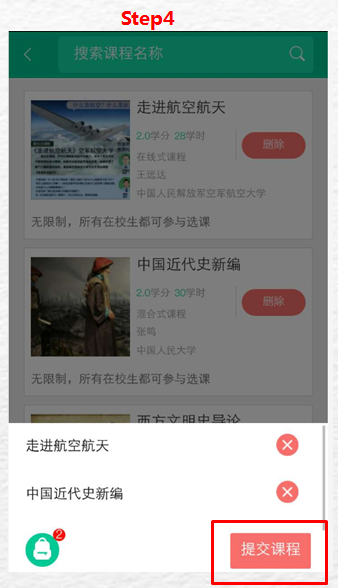 Step4
搜索课程名称
走进航空航天
2.0学分 28学时
删除
在线式课程
王远达
中国人民解放军空军航空大学
无限制，所有在校生都可参与选课
中国近代史新编
2.0学分 30学时
删除
混合式课程
张鸣
中国人民大学
无限制，所有在校生都可参与选课
西方文明史导论
走进航空航天
中国近代史新编
2
提交课程